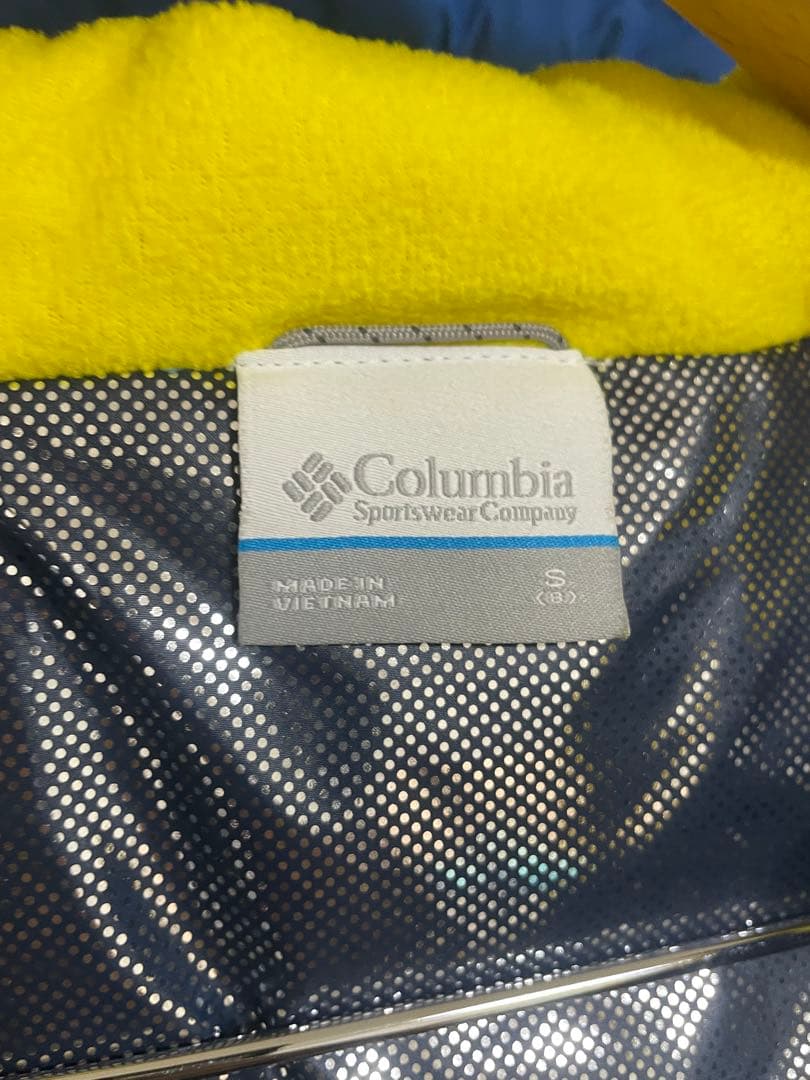 Columbia
Sportswear Company
MADE IN
VIETNAM
S
(8)